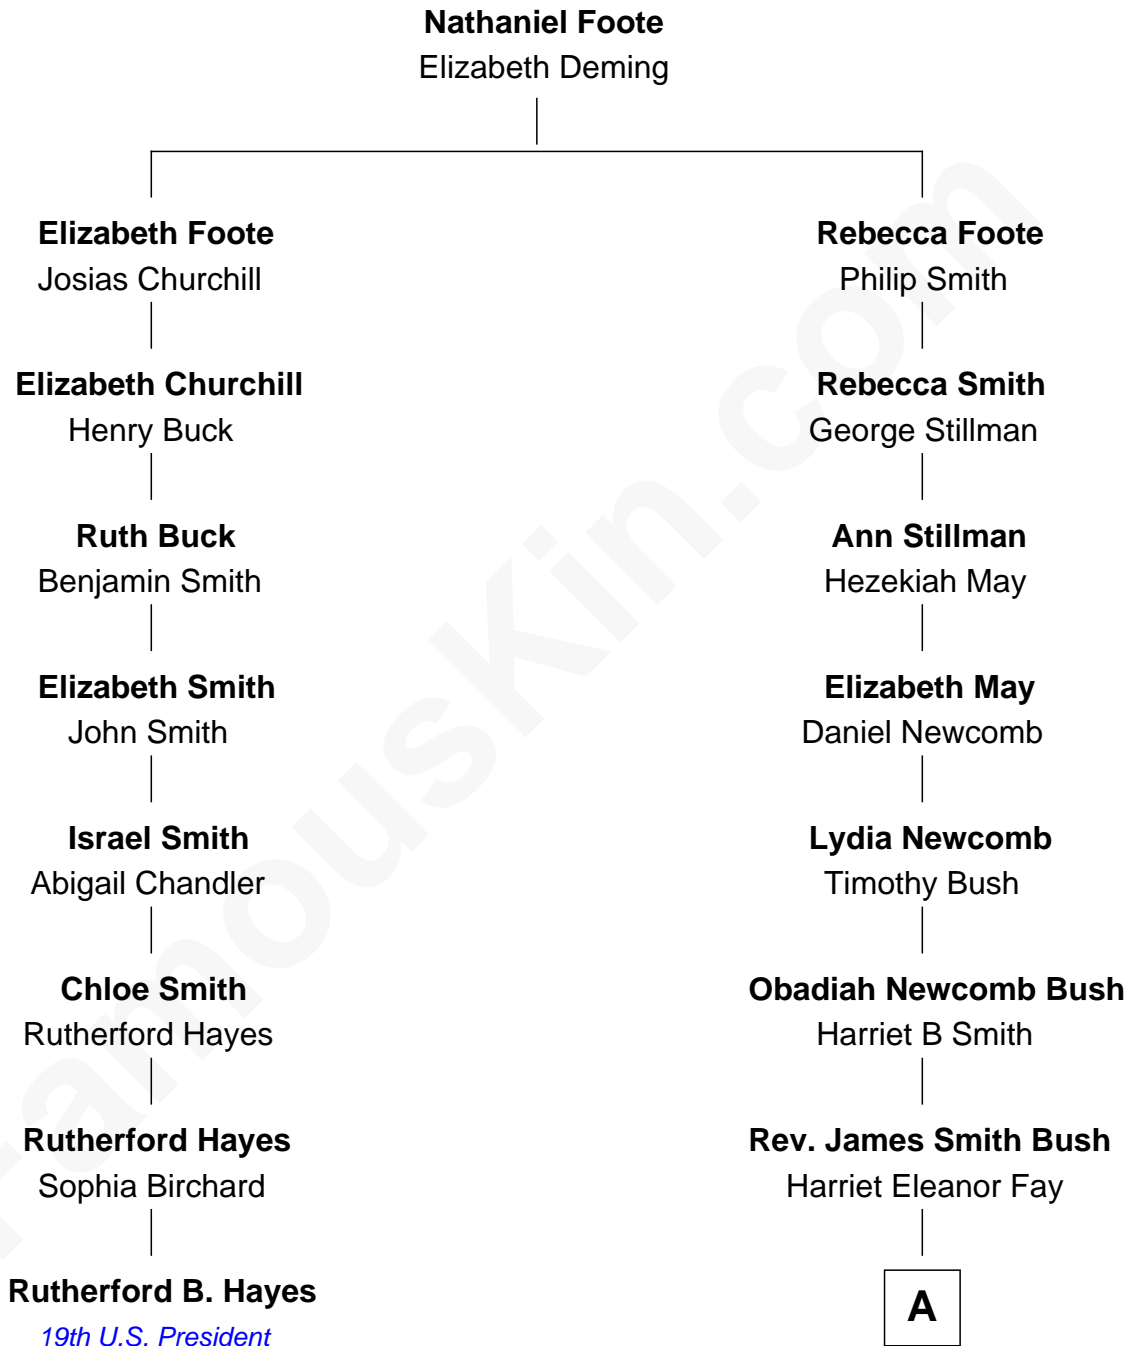 Nathaniel Foote
Elizabeth Deming
Elizabeth Foote
Josias Churchill
Rebecca Foote
Philip Smith
Elizabeth Churchill
Henry Buck
Rebecca Smith
George Stillman
Ruth Buck
Benjamin Smith
Ann Stillman
Hezekiah May
Elizabeth Smith
John Smith
Elizabeth May
Daniel Newcomb
Israel Smith
Abigail Chandler
Lydia Newcomb
Timothy Bush
Chloe Smith
Rutherford Hayes
Obadiah Newcomb Bush
Harriet B Smith
Rutherford Hayes
Sophia Birchard
Rev. James Smith Bush
Harriet Eleanor Fay
Rutherford B. Hayes
19th U.S. President
A
FamousKin.com